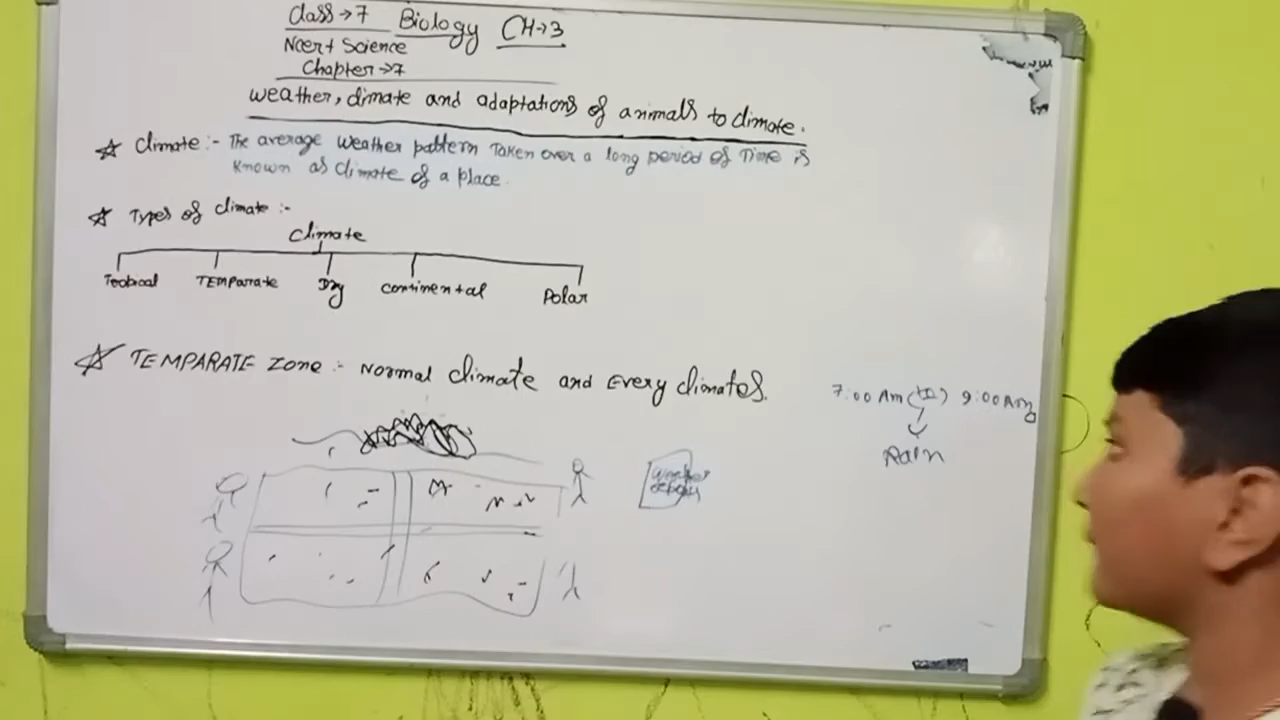 Class→7 Biology CH→3
Ncert Science
Chapter→7
weather, climate and adaptations of animals to climate.
Climate :- The average weather pattern Taken over a long period of Time is
known as climate of a place.
Types of climate :-
Climate
TEMParate Dry continental Polar
TEMPARATE Zone :- Normal climate and Every climates.
7:00 Am 9:00 Am
Rain